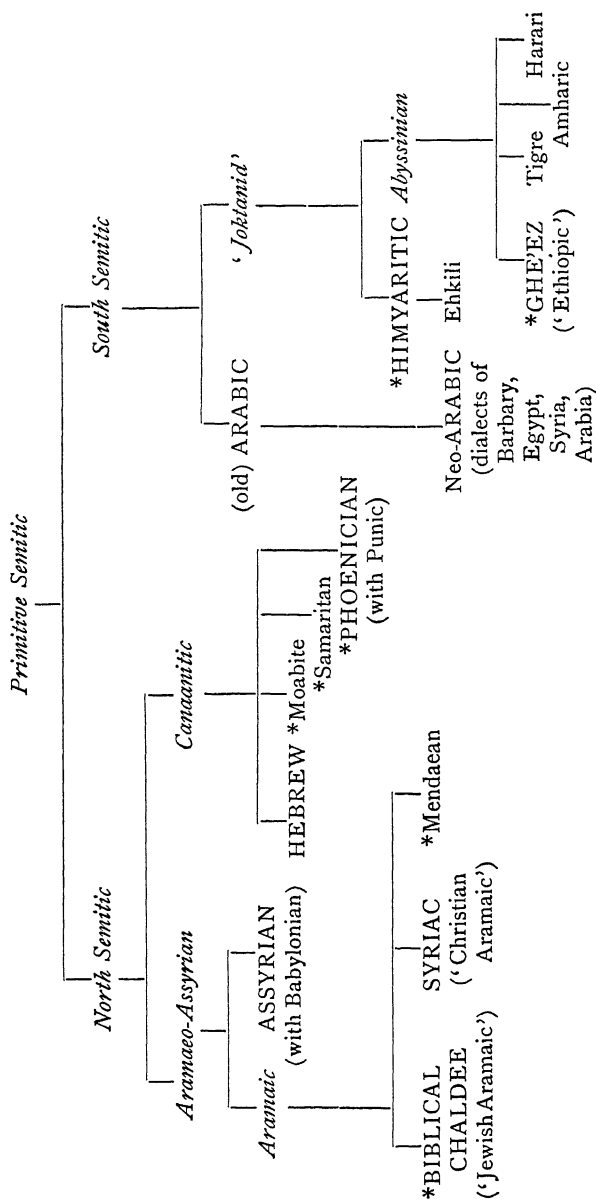 Primitive Semitic
North Semitic
South Semitic
Aramaeo-Assyrian
Canaanitic
(old) ARABIC
‘Joktanid’
Aramaic
ASSYRIAN
(with Babylonian)
HEBREW
*Moabite
*Samaritan
*PHOENICIAN
(with Punic)
*HIMYARITIC
Abyssinian
Ehkili
*BIBLICAL
CHALDEE
(‘Jewish Aramaic’)
SYRIAC
(‘Christian
Aramaic’)
*Mendaean
Neo-ARABIC
(dialects of
Barbary,
Egypt,
Syria,
Arabia)
*GHE'EZ
(‘Ethiopic’)
Tigre
Amharic
Harari